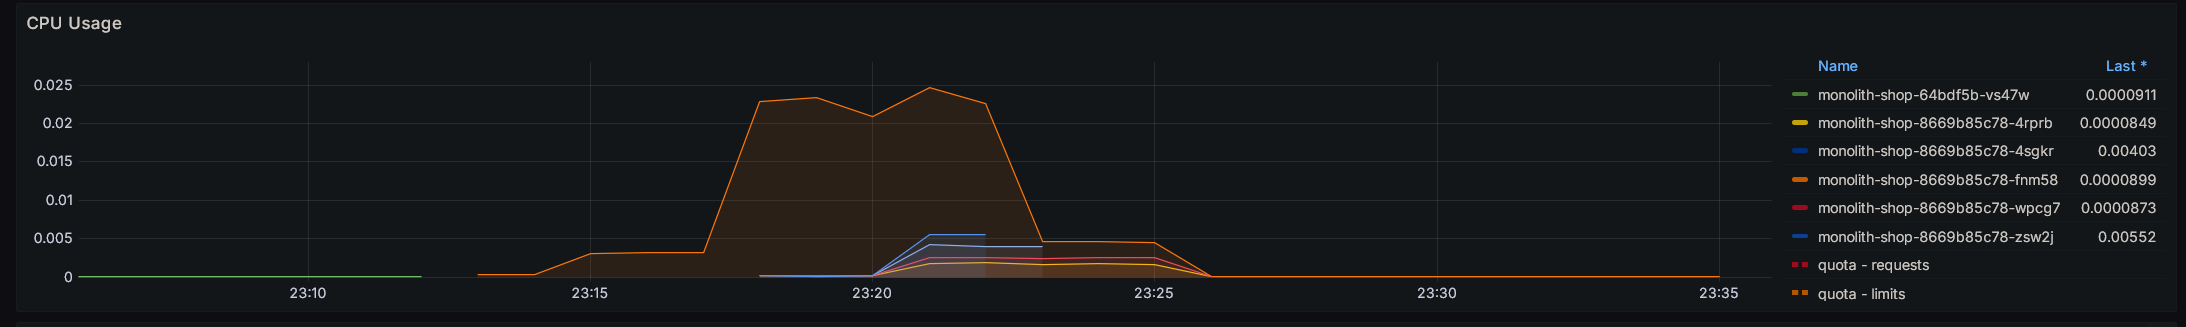 CPU Usage
0.025
0.02
0.015
0.01
0.005
0
23:10 23:15 23:20 23:25 23:30 23:35
Name Last *
monolith-shop-64bdf5b-vs47w 0.0000911
monolith-shop-8669b85c78-4rprb 0.0000849
monolith-shop-8669b85c78-4sgkr 0.00403
monolith-shop-8669b85c78-fnm58 0.0000899
monolith-shop-8669b85c78-wpcg7 0.0000873
monolith-shop-8669b85c78-zsw2j 0.00552
quota - requests
quota - limits